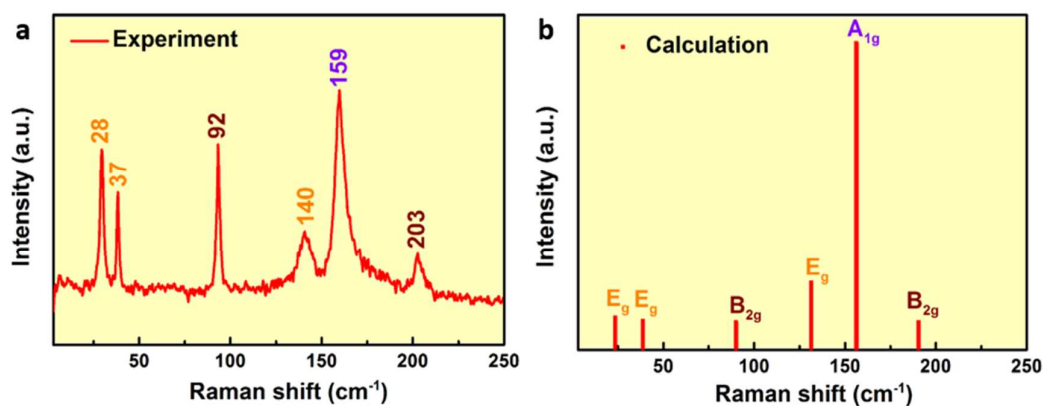 a
Experiment
28
37
92
140
159
203
Intensity (a.u.)
50
100
150
200
250
Raman shift (cm-1)
b
Calculation
A1g
Eg
Eg
B2g
Eg
B2g
Intensity (a.u.)
50
100
150
200
250
Raman shift (cm-1)